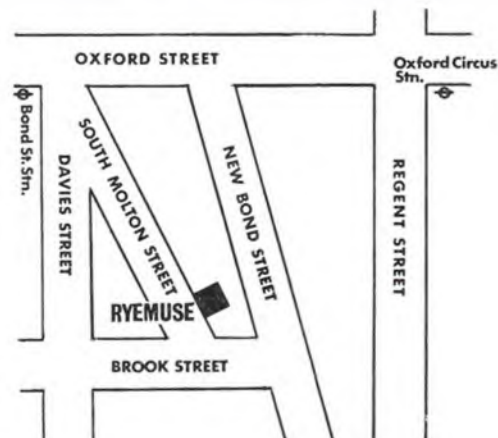 OXFORD STREET
Oxford Circus
Stn.
Bond St. Stn.
DAVIES STREET
SOUTH MOLTON STREET
NEW BOND STREET
REGENT STREET
RYEMUSE
BROOK STREET